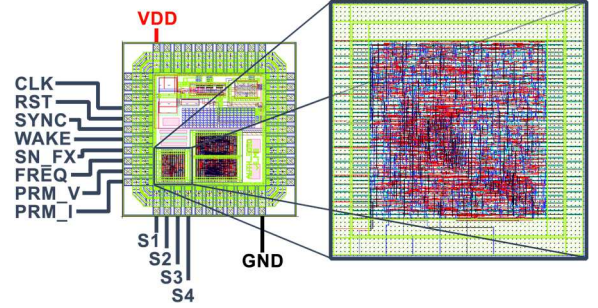 VDD
CLK
RST
SYNC
WAKE
SN_FX
FREQ
PRM_V
PRM_I
S1
S2
S3
S4
GND